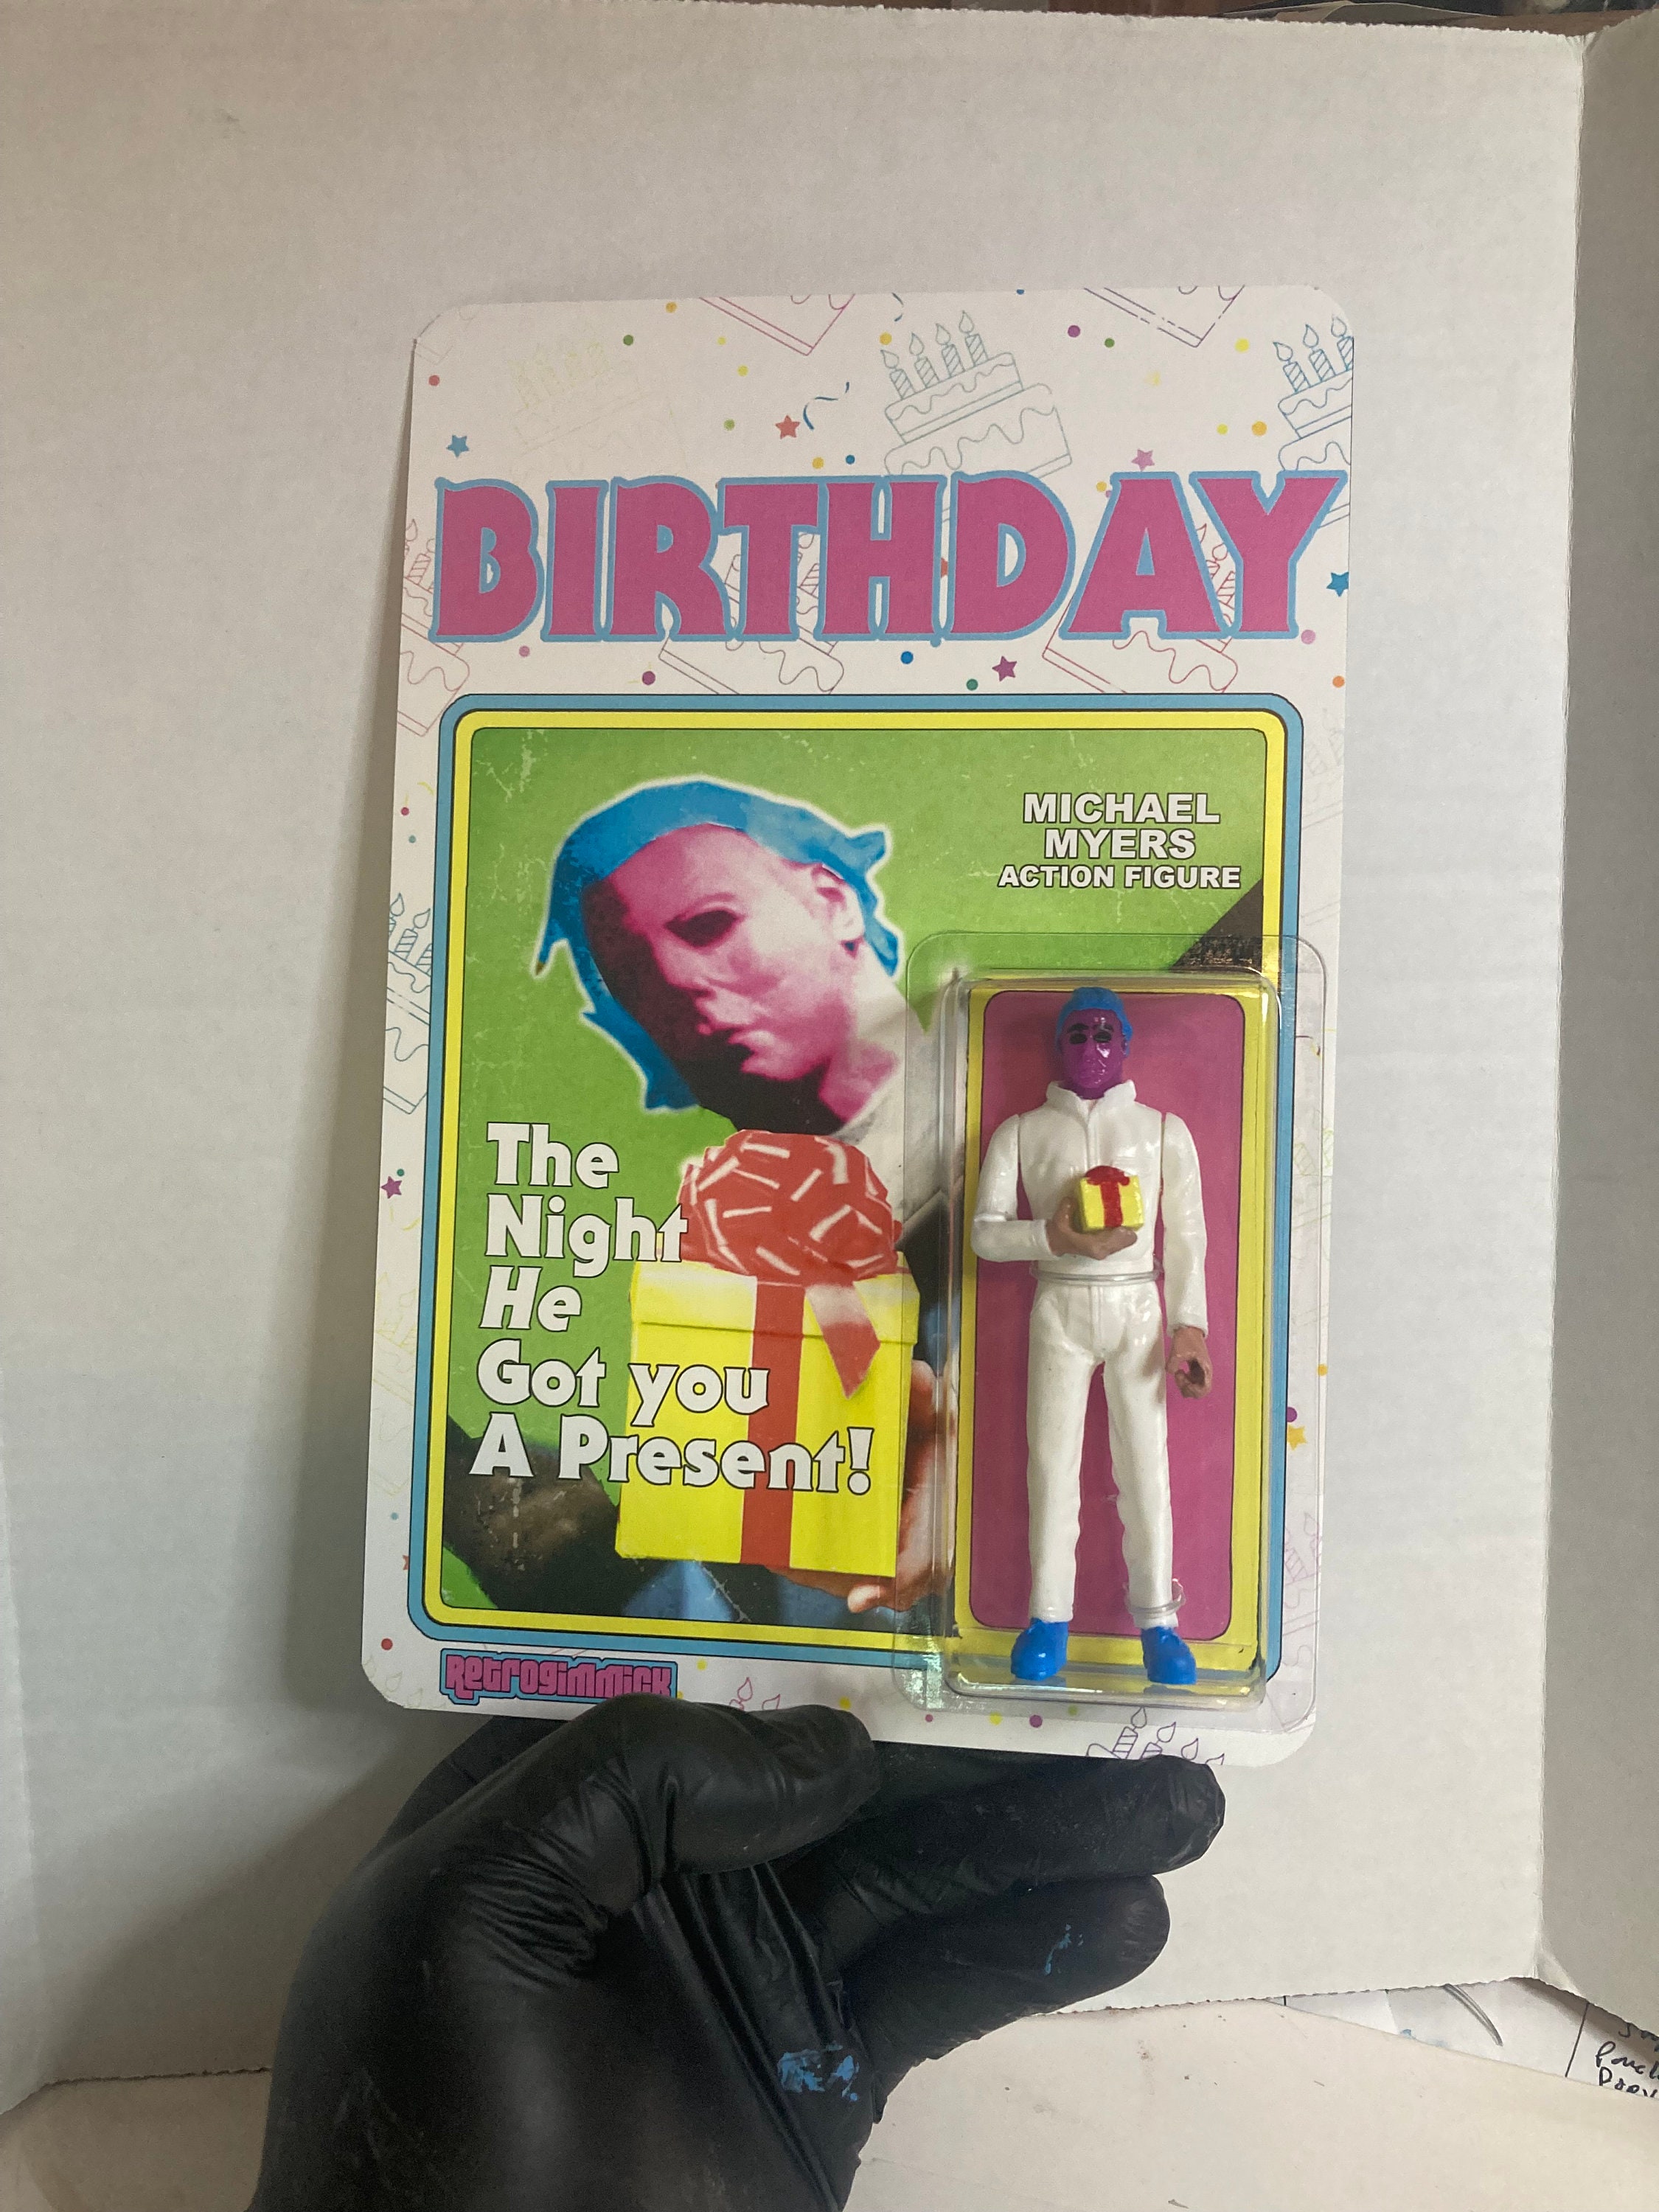 BIRTHDAY
MICHAEL
MYERS
ACTION FIGURE
The
Night
He
Got you
A Present!
Retrogimmick